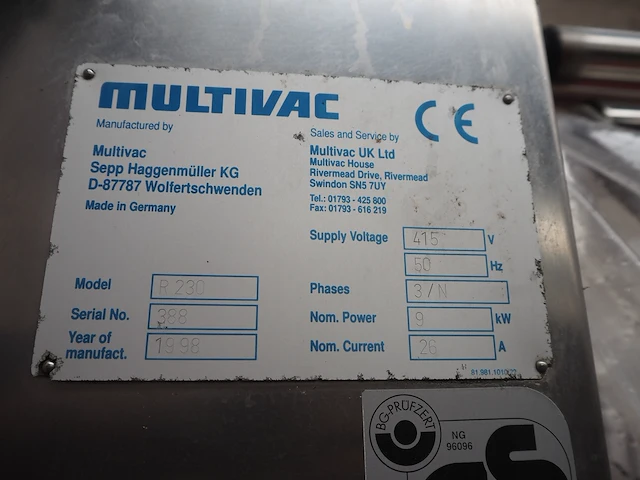 MULTIVAC
CE
Manufactured by
Multivac
Sepp Haggenmüller KG
D-87787 Wolfertschwenden
Made in Germany
Sales and Service by
Multivac UK Ltd
Multivac House
Rivermead Drive, Rivermead
Swindon SN5 7UY
Tel.: 01793 - 425 800
Fax: 01793 - 616 219
Supply Voltage 415 V
50 Hz
Model R 230
Phases 3/N
Serial No. 388
Nom. Power 9 kW
Year of manufact. 1998
Nom. Current 26 A
BG-PRÜFZERT
NG
96096